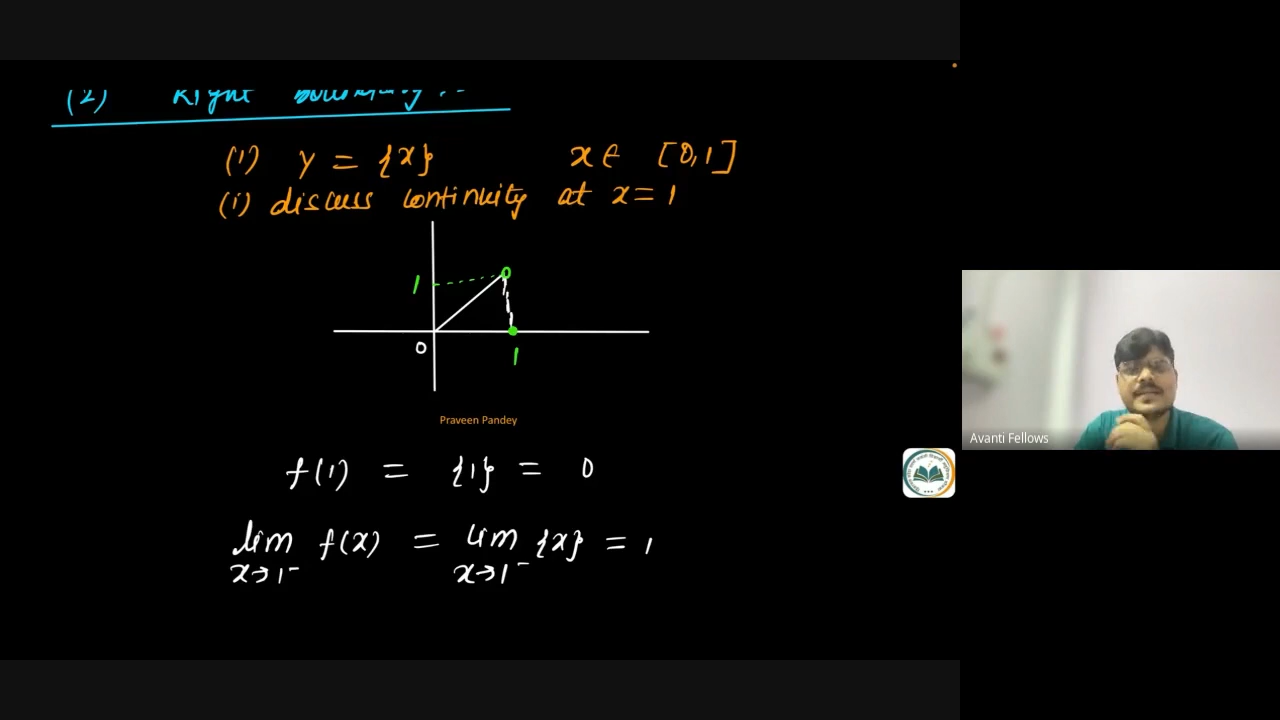 (2) Right boundary :-
(1) y = {x} x ∈ [0,1]
(i) discuss continuity at x = 1
1
0
1
Praveen Pandey
f(1) = {1} = 0
lim x→1⁻ f(x) = lim x→1⁻ {x} = 1
Avanti Fellows